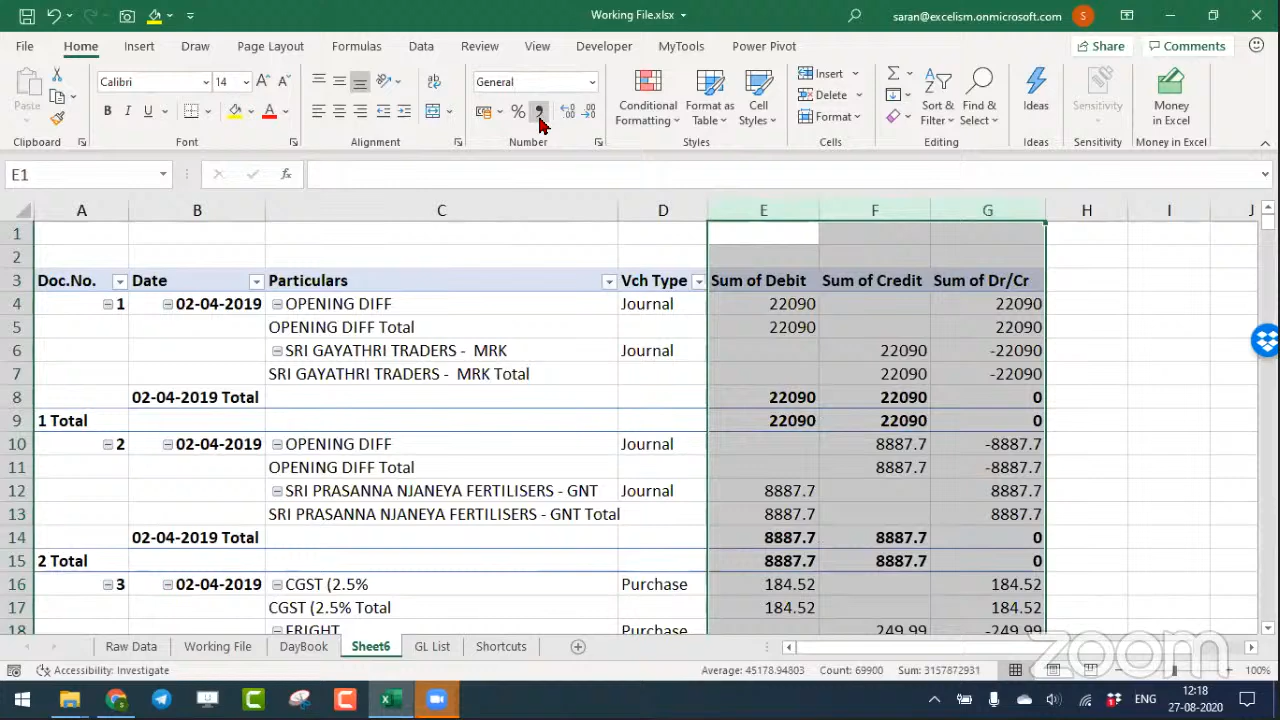 Working File.xlsx
saran@excelism.onmicrosoft.com
S
File Home Insert Draw Page Layout Formulas Data Review View Developer MyTools Power Pivot Share Comments
Paste
Calibri 14
B I U A
General
% ,
Conditional Formatting
Format as Table
Cell Styles
Insert
Delete
Format
Sort & Filter
Find & Select
Ideas
Sensitivity
Money in Excel
Clipboard Font Alignment Number Styles Cells Editing Ideas Sensitivity Money in Excel
E1 fx
A B C D E F G H I J
1
2
3 Doc.No. Date Particulars Vch Type Sum of Debit Sum of Credit Sum of Dr/Cr
4 1 02-04-2019 OPENING DIFF Journal 22090 22090
5 OPENING DIFF Total 22090 22090
6 SRI GAYATHRI TRADERS - MRK Journal 22090 -22090
7 SRI GAYATHRI TRADERS - MRK Total 22090 -22090
8 02-04-2019 Total 22090 22090 0
9 1 Total 22090 22090 0
10 2 02-04-2019 OPENING DIFF Journal 8887.7 -8887.7
11 OPENING DIFF Total 8887.7 -8887.7
12 SRI PRASANNA NJANEYA FERTILISERS - GNT Journal 8887.7 8887.7
13 SRI PRASANNA NJANEYA FERTILISERS - GNT Total 8887.7 8887.7
14 02-04-2019 Total 8887.7 8887.7 0
15 2 Total 8887.7 8887.7 0
16 3 02-04-2019 CGST (2.5% Purchase 184.52 184.52
17 CGST (2.5% Total 184.52 184.52
18 FRIGHT Purchase 249.99 -249.99
Raw Data Working File DayBook Sheet6 GL List Shortcuts
zoom
Accessibility: Investigate Average: 45178.94803 Count: 69900 Sum: 3157872931 100%
ENG 12:18
27-08-2020